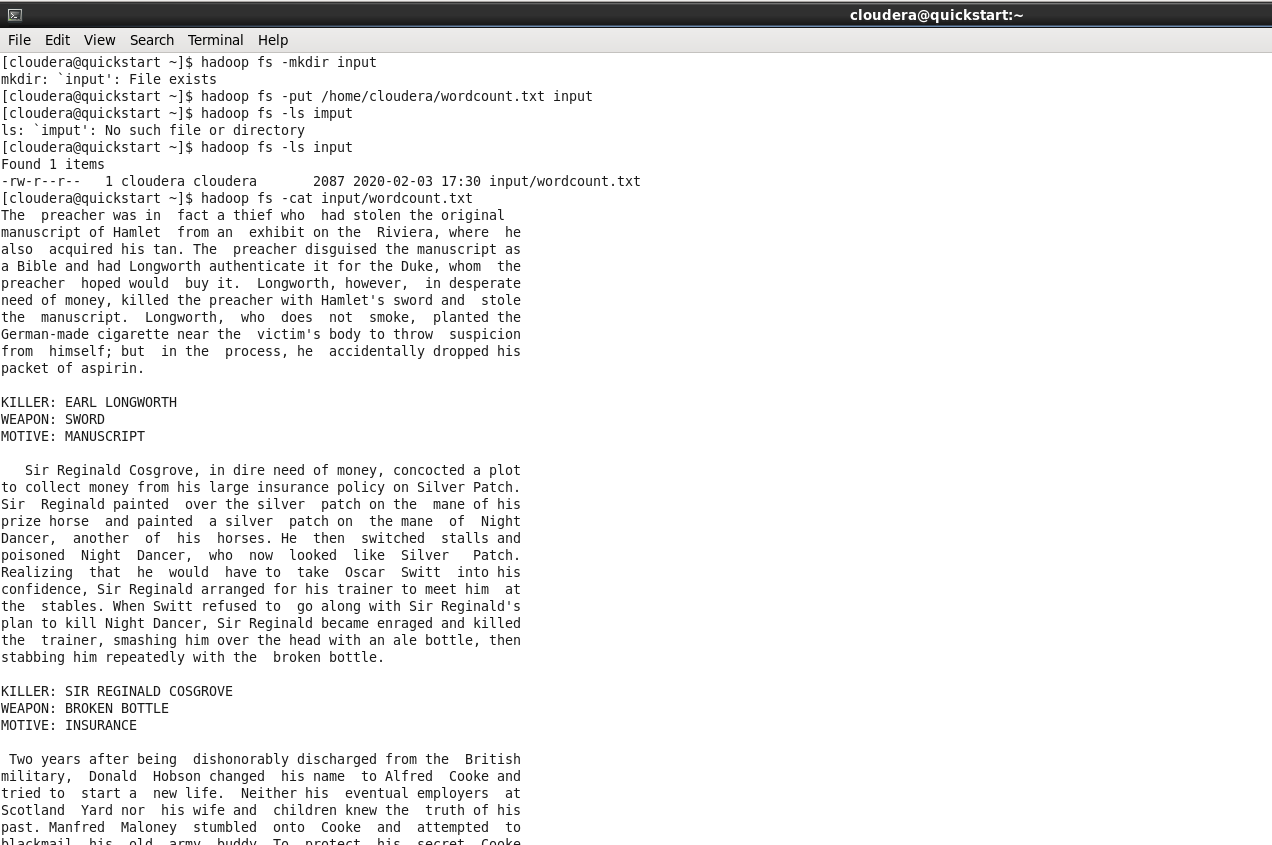 cloudera@quickstart:~
File Edit View Search Terminal Help
[cloudera@quickstart ~]$ hadoop fs -mkdir input
mkdir: `input': File exists
[cloudera@quickstart ~]$ hadoop fs -put /home/cloudera/wordcount.txt input
[cloudera@quickstart ~]$ hadoop fs -ls imput
ls: `imput': No such file or directory
[cloudera@quickstart ~]$ hadoop fs -ls input
Found 1 items
-rw-r--r--   1 cloudera cloudera       2087 2020-02-03 17:30 input/wordcount.txt
[cloudera@quickstart ~]$ hadoop fs -cat input/wordcount.txt
The  preacher was in  fact a thief who  had stolen the original
manuscript of Hamlet  from an  exhibit on the  Riviera, where  he
also  acquired his tan. The  preacher disguised the manuscript as
a Bible and had Longworth authenticate it for the Duke, whom  the
preacher  hoped would  buy it.  Longworth, however,  in desperate
need of money, killed the preacher with Hamlet's sword and  stole
the  manuscript.  Longworth,  who  does  not  smoke,  planted the
German-made cigarette near the  victim's body to throw  suspicion
from  himself; but  in the  process, he  accidentally dropped his
packet of aspirin.

KILLER: EARL LONGWORTH
WEAPON: SWORD
MOTIVE: MANUSCRIPT

   Sir Reginald Cosgrove, in dire need of money, concocted a plot
to collect money from his large insurance policy on Silver Patch.
Sir  Reginald painted  over the silver  patch on the  mane of his
prize horse  and painted  a silver  patch on  the mane  of  Night
Dancer,  another  of  his  horses. He  then  switched  stalls and
poisoned  Night  Dancer,  who  now  looked  like  Silver   Patch.
Realizing  that  he  would  have to  take  Oscar  Switt  into his
confidence, Sir Reginald arranged for his trainer to meet him  at
the  stables. When Switt refused to  go along with Sir Reginald's
plan to kill Night Dancer, Sir Reginald became enraged and killed
the  trainer, smashing him over the head with an ale bottle, then
stabbing him repeatedly with the  broken bottle.

KILLER: SIR REGINALD COSGROVE
WEAPON: BROKEN BOTTLE
MOTIVE: INSURANCE

 Two years after being  dishonorably discharged from the  British
military,  Donald  Hobson changed  his name  to Alfred  Cooke and
tried to  start a  new life.  Neither his  eventual employers  at
Scotland  Yard nor  his wife and  children knew the  truth of his
past. Manfred  Maloney  stumbled  onto  Cooke  and  attempted  to
blackmail  his  old  army  buddy. To  protect  his  secret  Cooke